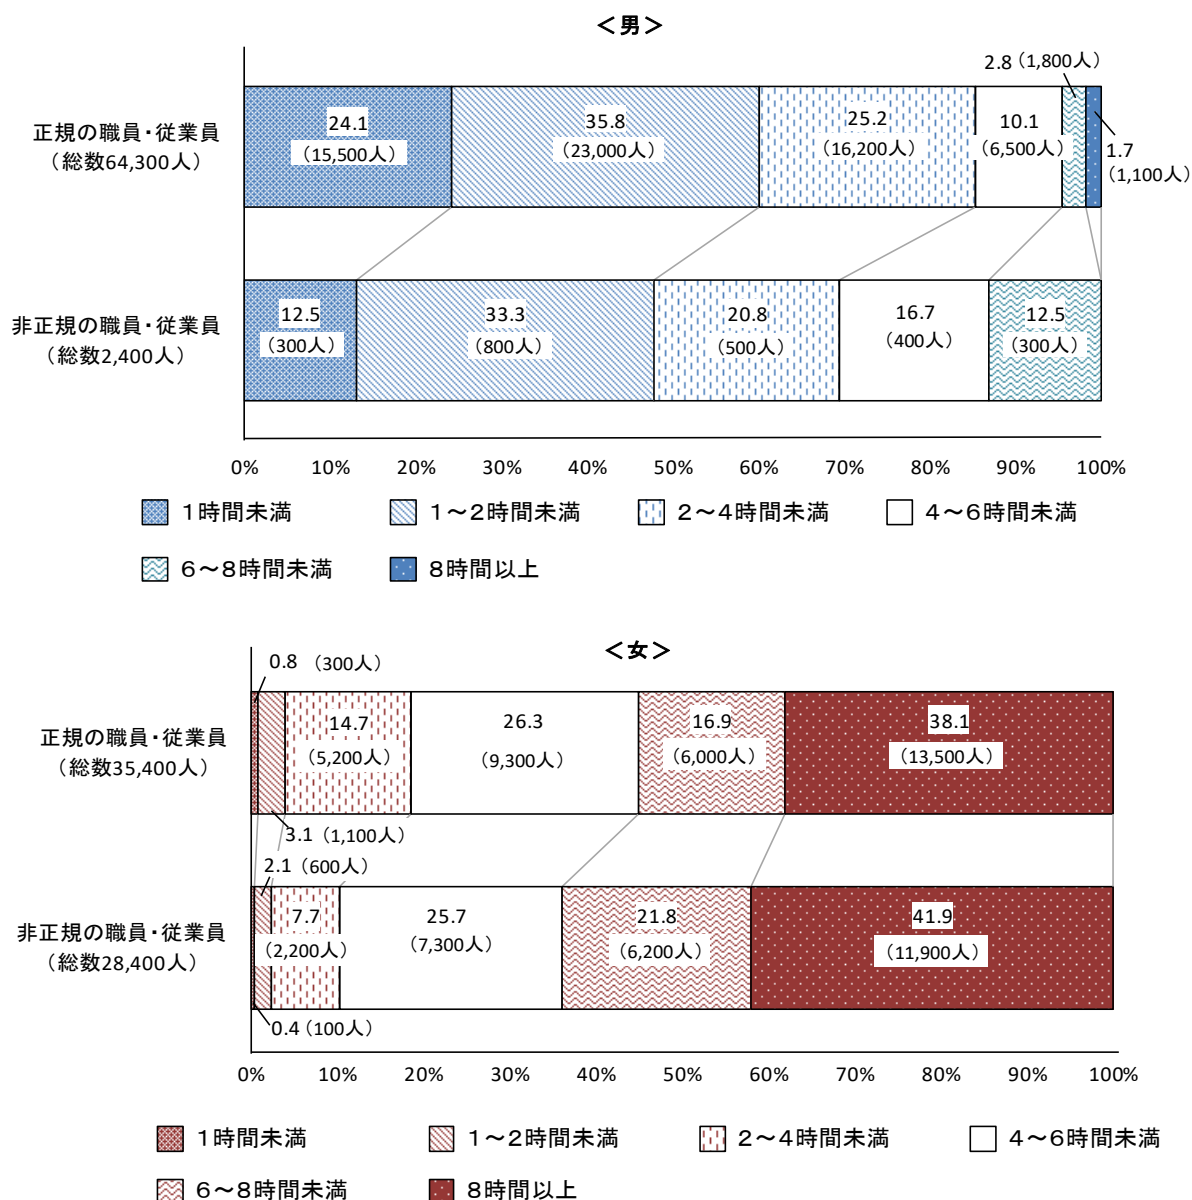 ＜男＞
2.8（1,800人）
正規の職員・従業員
（総数64,300人）
24.1
（15,500人）
35.8
（23,000人）
25.2
（16,200人）
10.1
（6,500人）
1.7
（1,100人）
非正規の職員・従業員
（総数2,400人）
12.5
（300人）
33.3
（800人）
20.8
（500人）
16.7
（400人）
12.5
（300人）
0% 10% 20% 30% 40% 50% 60% 70% 80% 90% 100%
１時間未満 １～２時間未満 ２～４時間未満 ４～６時間未満
６～８時間未満 ８時間以上
＜女＞
0.8 （300人）
正規の職員・従業員
（総数35,400人）
14.7
（5,200人）
26.3
（9,300人）
16.9
（6,000人）
38.1
（13,500人）
3.1（1,100人）
2.1（600人）
非正規の職員・従業員
（総数28,400人）
7.7
（2,200人）
25.7
（7,300人）
21.8
（6,200人）
41.9
（11,900人）
0.4（100人）
0% 10% 20% 30% 40% 50% 60% 70% 80% 90% 100%
１時間未満 １～２時間未満 ２～４時間未満 ４～６時間未満
６～８時間未満 ８時間以上